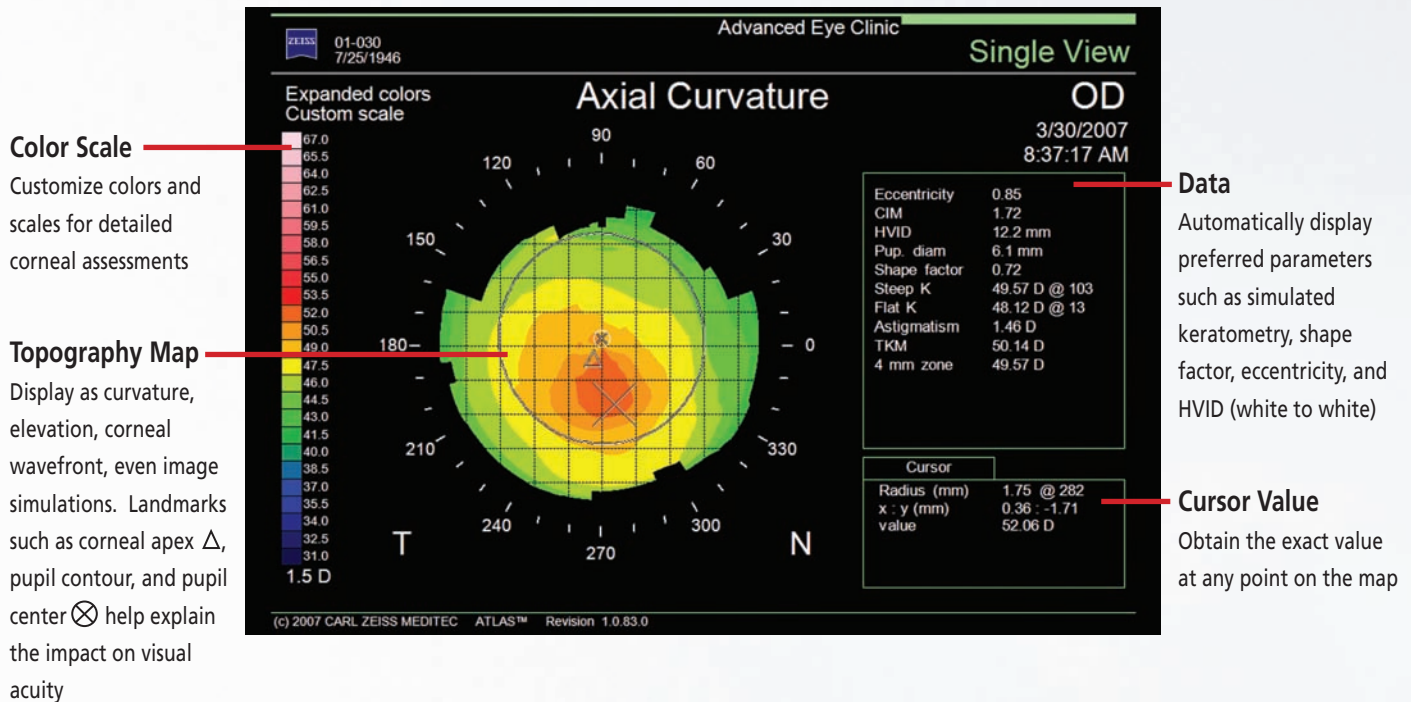 Color Scale
Customize colors and
scales for detailed
corneal assessments
Topography Map
Display as curvature,
elevation, corneal
wavefront, even image
simulations. Landmarks
such as corneal apex Δ,
pupil contour, and pupil
center ⊗ help explain
the impact on visual
acuity
ZEISS
01-030
7/25/1946
Advanced Eye Clinic
Single View
Expanded colors
Custom scale
Axial Curvature
OD
3/30/2007
8:37:17 AM
67.0
65.5
64.0
62.5
61.0
59.5
58.0
56.5
55.0
53.5
52.0
50.5
49.0
47.5
46.0
44.5
43.0
41.5
40.0
38.5
37.0
35.5
34.0
32.5
31.0
1.5 D
90
120
60
150
30
180
0
210
330
240
300
270
T
N
Eccentricity 0.85
CIM 1.72
HVID 12.2 mm
Pup. diam 6.1 mm
Shape factor 0.72
Steep K 49.57 D @ 103
Flat K 48.12 D @ 13
Astigmatism 1.46 D
TKM 50.14 D
4 mm zone 49.57 D
Cursor
Radius (mm) 1.75 @ 282
x : y (mm) 0.36 : -1.71
value 52.06 D
(c) 2007 CARL ZEISS MEDITEC ATLAS™ Revision 1.0.83.0
Data
Automatically display
preferred parameters
such as simulated
keratometry, shape
factor, eccentricity, and
HVID (white to white)
Cursor Value
Obtain the exact value
at any point on the map